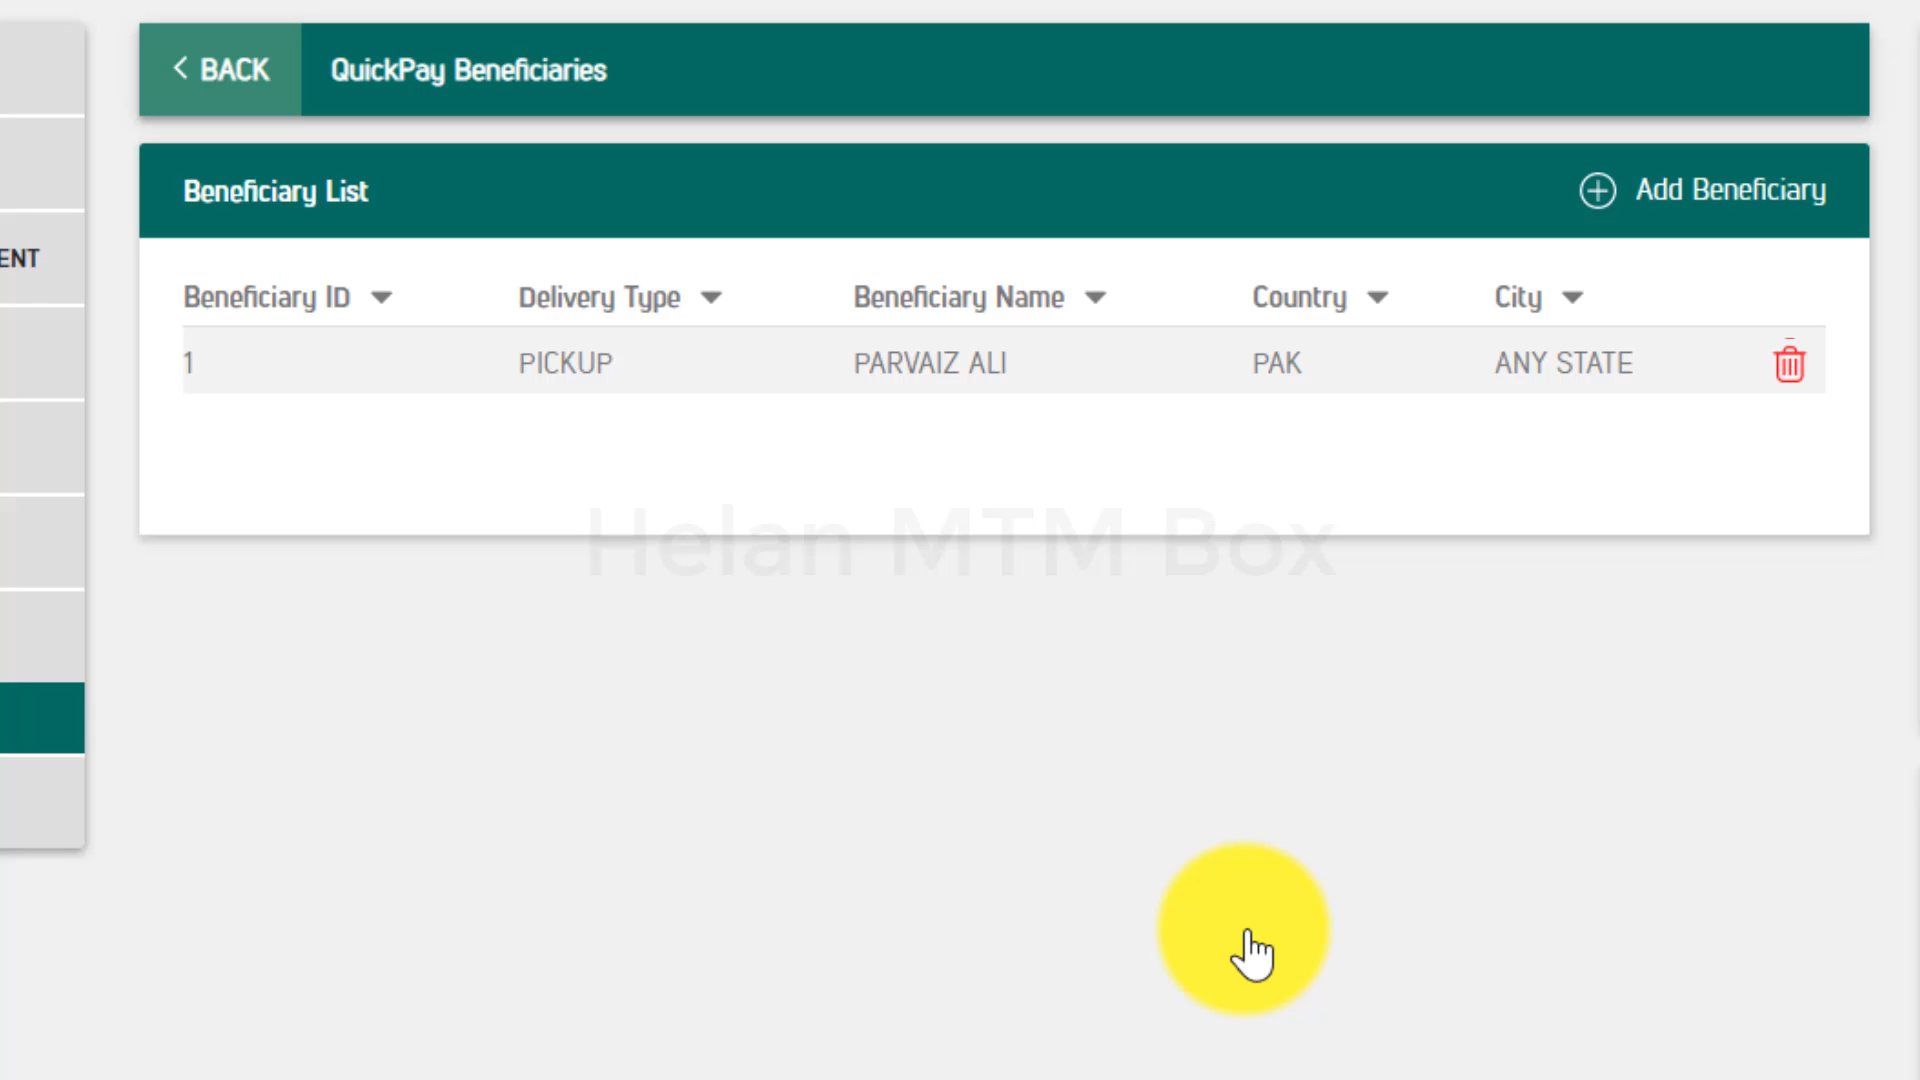 BACK QuickPay Beneficiaries
Beneficiary List Add Beneficiary
ENT
Beneficiary ID Delivery Type Beneficiary Name Country City
1 PICKUP PARVAIZ ALI PAK ANY STATE
Helan MTM Box